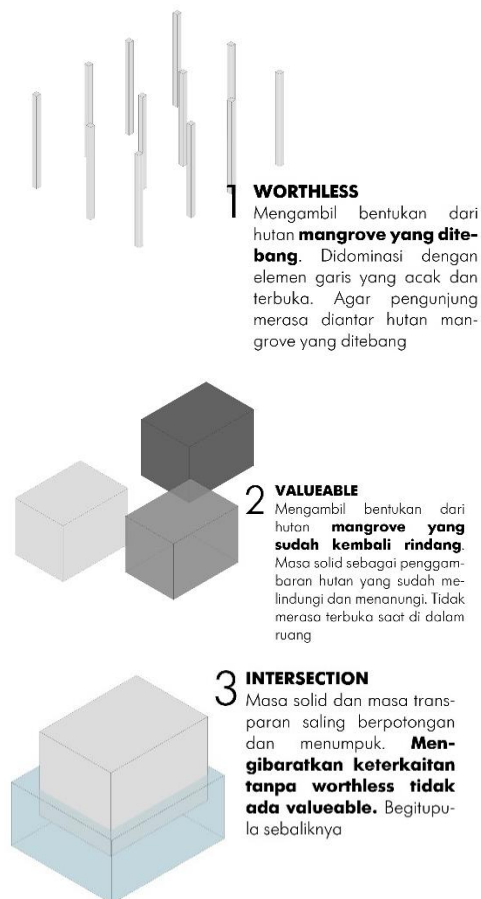 1 WORTHLESS
Mengambil bentukan dari
hutan mangrove yang dite-
bang. Didominasi dengan
elemen garis yang acak dan
terbuka. Agar pengunjung
merasa diantar hutan man-
grove yang ditebang
2 VALUEABLE
Mengambil bentukan dari
hutan mangrove yang
sudah kembali rindang.
Masa solid sebagai penggam-
baran hutan yang sudah me-
lindungi dan menanungi. Tidak
merasa terbuka saat di dalam
ruang
3 INTERSECTION
Masa solid dan masa trans-
paran saling berpotongan
dan menumpuk. Men-
gibaratkan keterkaitan
tanpa worthless tidak
ada valueable. Begitupu-
la sebaliknya